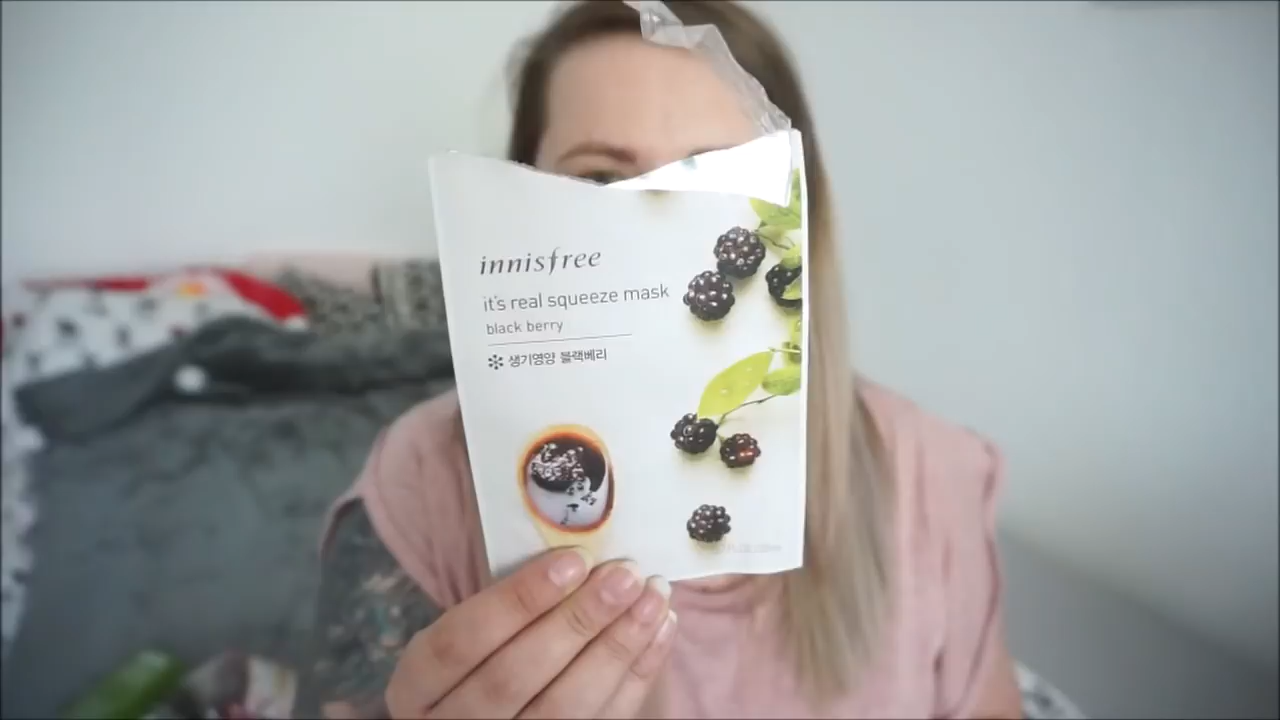 innisfree
it's real squeeze mask
black berry
생기영양 블랙베리